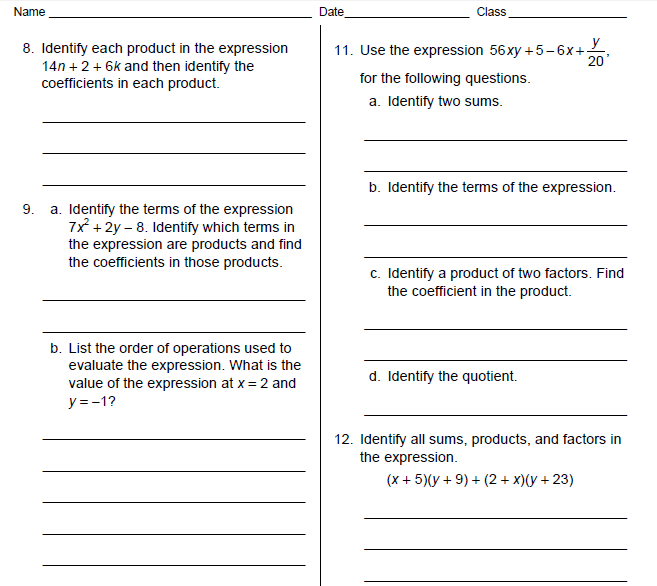 Name Date Class
8. Identify each product in the expression
14n + 2 + 6k and then identify the
coefficients in each product.
9. a. Identify the terms of the expression
7x² + 2y – 8. Identify which terms in
the expression are products and find
the coefficients in those products.
b. List the order of operations used to
evaluate the expression. What is the
value of the expression at x = 2 and
y = –1?
11. Use the expression 56xy + 5 – 6x + y/20,
for the following questions.
a. Identify two sums.
b. Identify the terms of the expression.
c. Identify a product of two factors. Find
the coefficient in the product.
d. Identify the quotient.
12. Identify all sums, products, and factors in
the expression.
(x + 5)(y + 9) + (2 + x)(y + 23)